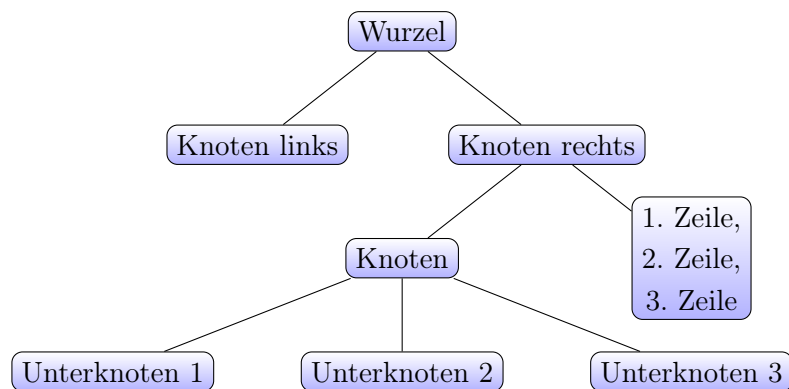 Wurzel
Knoten links
Knoten rechts
Knoten
1. Zeile,
2. Zeile,
3. Zeile
Unterknoten 1
Unterknoten 2
Unterknoten 3